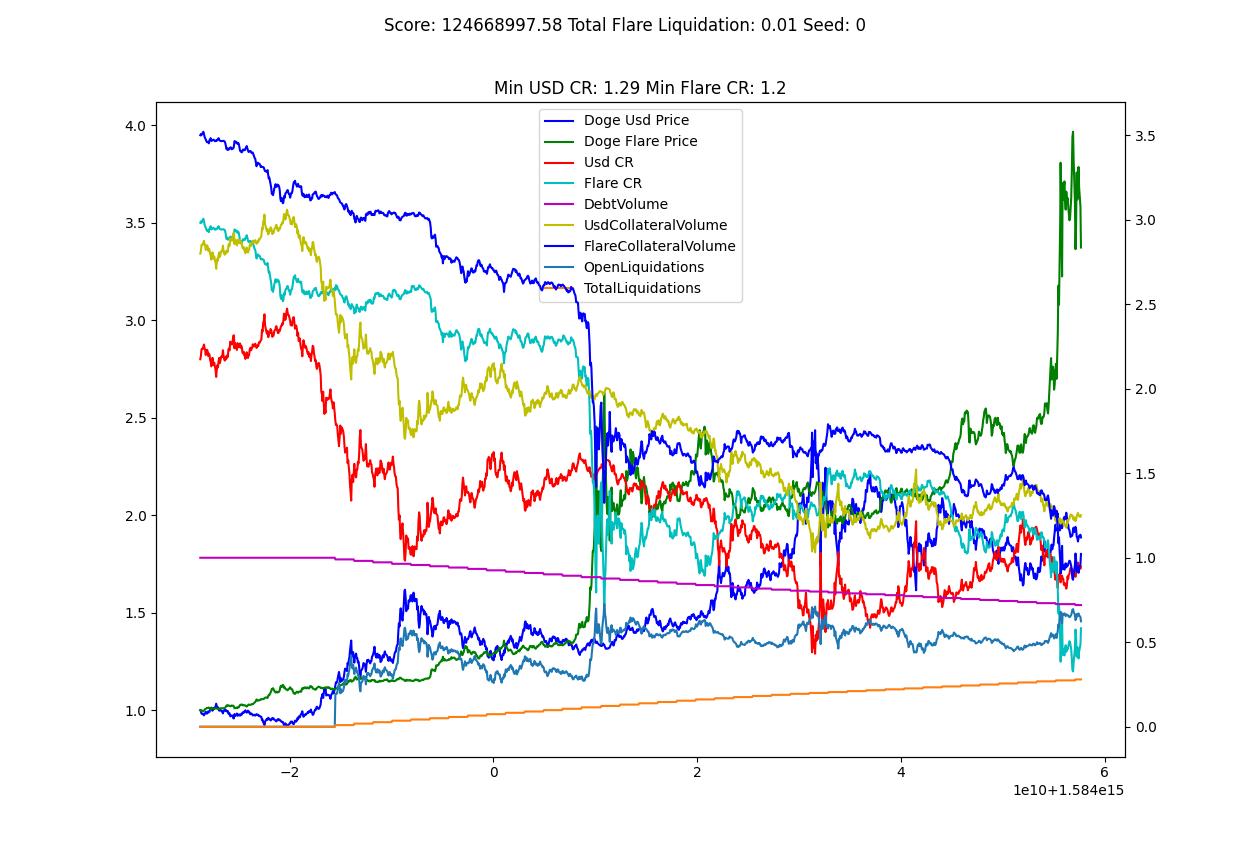 Score: 124668997.58 Total Flare Liquidation: 0.01 Seed: 0
Min USD CR: 1.29 Min Flare CR: 1.2
Doge Usd Price
Doge Flare Price
Usd CR
Flare CR
DebtVolume
UsdCollateralVolume
FlareCollateralVolume
OpenLiquidations
TotalLiquidations
4.0
3.5
3.0
2.5
2.0
1.5
1.0
3.5
3.0
2.5
2.0
1.5
1.0
0.5
0.0
−2
0
2
4
6
1e10+1.584e15